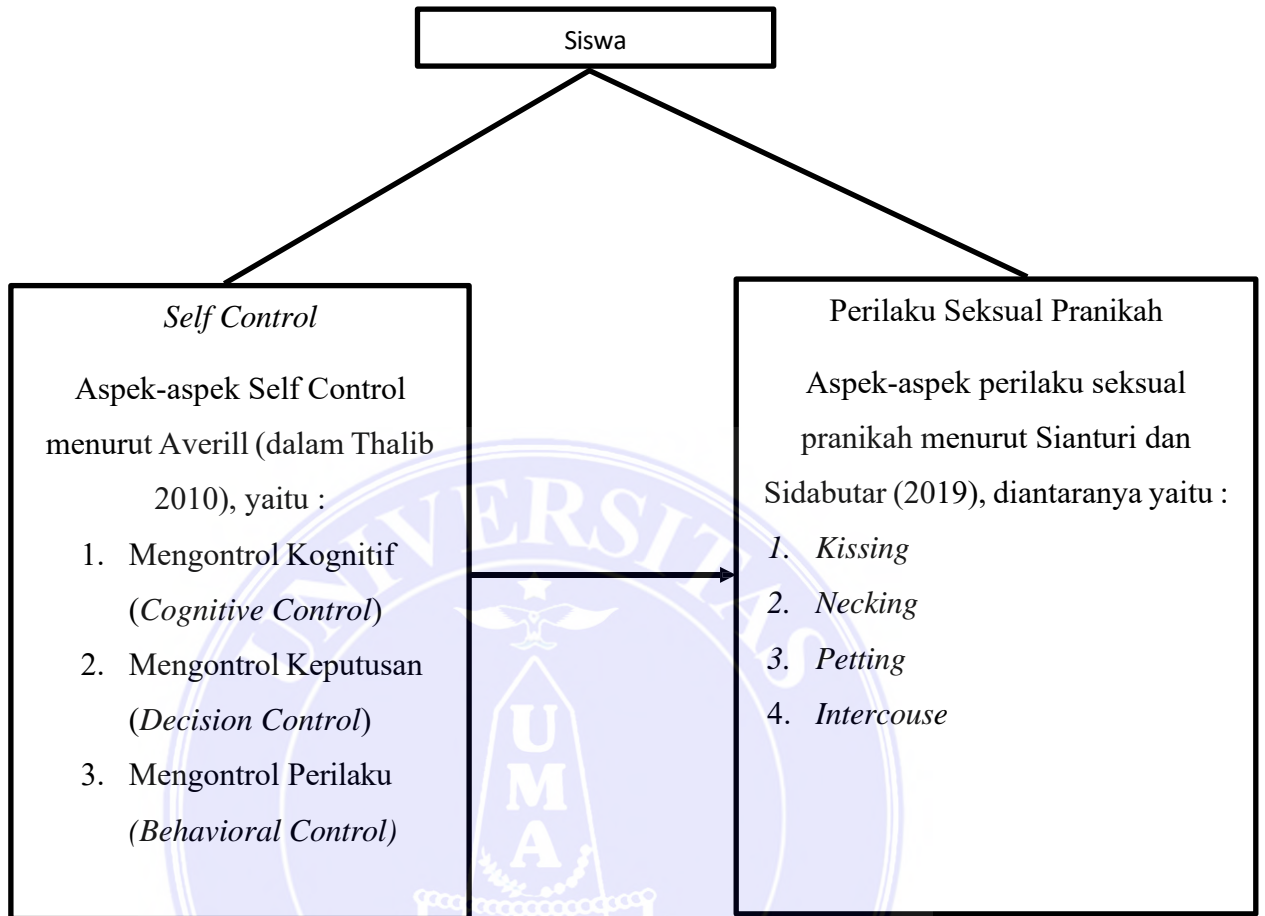 Siswa
Self Control
Aspek-aspek Self Control
menurut Averill (dalam Thalib
2010), yaitu :
1. Mengontrol Kognitif
(Cognitive Control)
2. Mengontrol Keputusan
(Decision Control)
3. Mengontrol Perilaku
(Behavioral Control)
Perilaku Seksual Pranikah
Aspek-aspek perilaku seksual
pranikah menurut Sianturi dan
Sidabutar (2019), diantaranya yaitu :
1. Kissing
2. Necking
3. Petting
4. Intercouse
UNIVERSITAS
UMA